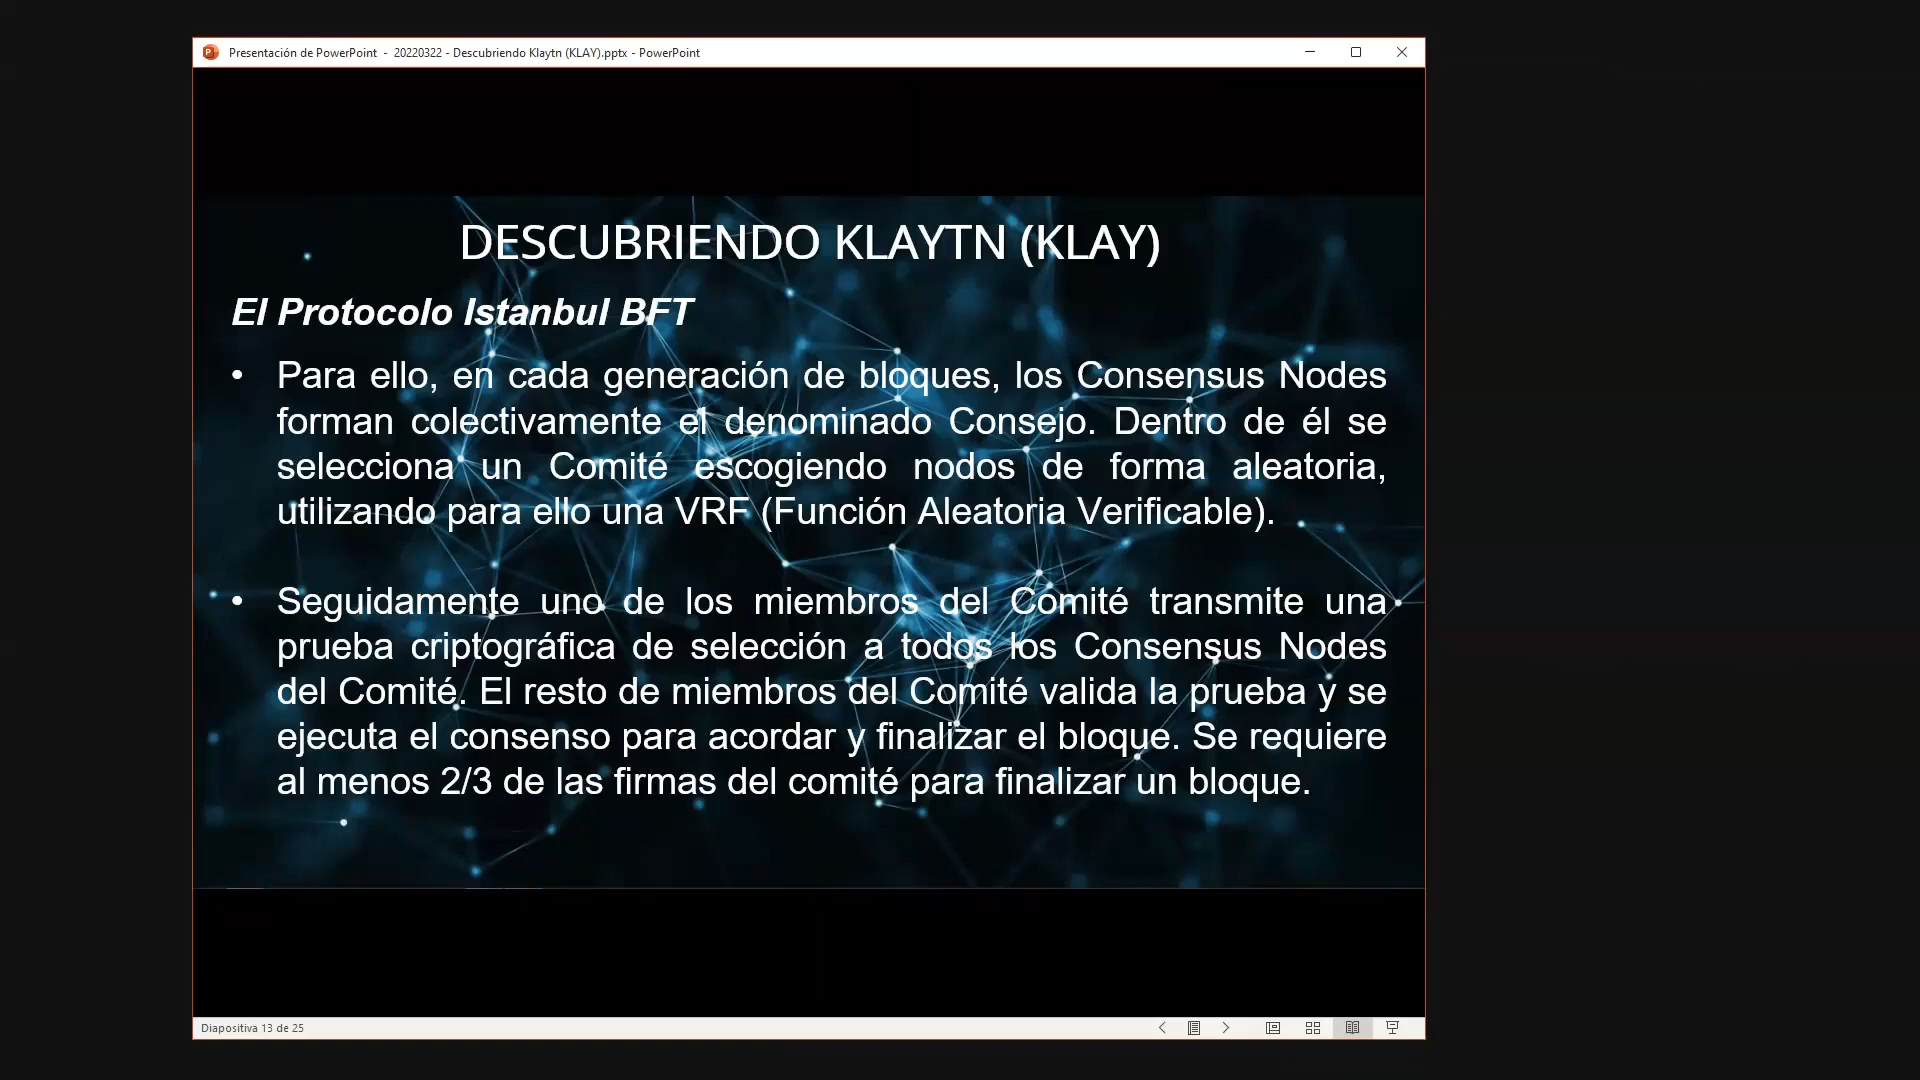 Presentación de PowerPoint - 20220322 - Descubriendo Klaytn (KLAY).pptx - PowerPoint
DESCUBRIENDO KLAYTN (KLAY)
El Protocolo Istanbul BFT
• Para ello, en cada generación de bloques, los Consensus Nodes
forman colectivamente el denominado Consejo. Dentro de él se
selecciona un Comité escogiendo nodos de forma aleatoria,
utilizando para ello una VRF (Función Aleatoria Verificable).
• Seguidamente uno de los miembros del Comité transmite una
prueba criptográfica de selección a todos los Consensus Nodes
del Comité. El resto de miembros del Comité valida la prueba y se
ejecuta el consenso para acordar y finalizar el bloque. Se requiere
al menos 2/3 de las firmas del comité para finalizar un bloque.
Diapositiva 13 de 25